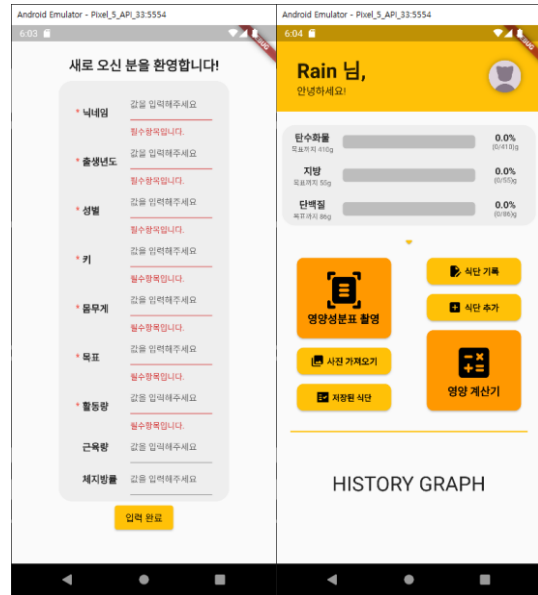 Android Emulator - Pixel_5_API_33:5554
6:03
새로 오신 분을 환영합니다!
* 닉네임
값을 입력해주세요
필수항목입니다.
* 출생년도
값을 입력해주세요
필수항목입니다.
* 성별
값을 입력해주세요
필수항목입니다.
* 키
값을 입력해주세요
필수항목입니다.
* 몸무게
값을 입력해주세요
필수항목입니다.
* 목표
값을 입력해주세요
필수항목입니다.
* 활동량
값을 입력해주세요
필수항목입니다.
근육량
값을 입력해주세요
체지방률
값을 입력해주세요
입력 완료
Android Emulator - Pixel_5_API_33:5554
6:04
Rain 님,
안녕하세요!
탄수화물
목표까지 410g
0.0%
(0/410)g
지방
목표까지 55g
0.0%
(0/55)g
단백질
목표까지 86g
0.0%
(0/86)g
영양성분표 촬영
식단 기록
식단 추가
사진 가져오기
저장된 식단
영양 계산기
HISTORY GRAPH